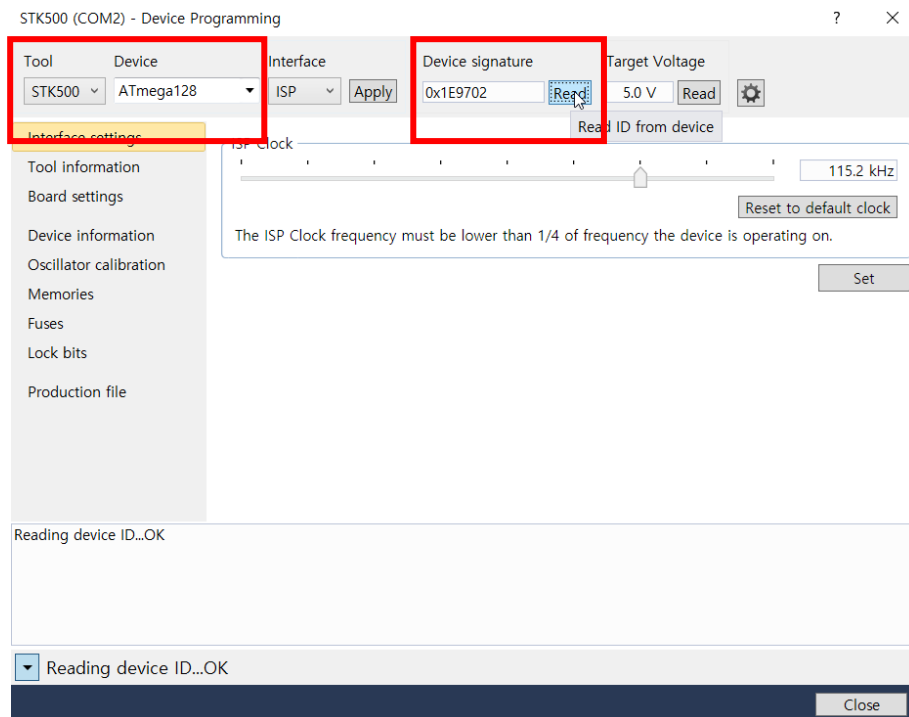 STK500 (COM2) - Device Programming ? ×
Tool Device Interface Device signature Target Voltage
STK500 ATmega128 ISP Apply 0x1E9702 Read 5.0 V Read
Read ID from device
Interface settings
Tool information
Board settings
Device information
Oscillator calibration
Memories
Fuses
Lock bits
Production file
ISP Clock
115.2 kHz
Reset to default clock
The ISP Clock frequency must be lower than 1/4 of frequency the device is operating on.
Set
Reading device ID...OK
Reading device ID...OK
Close